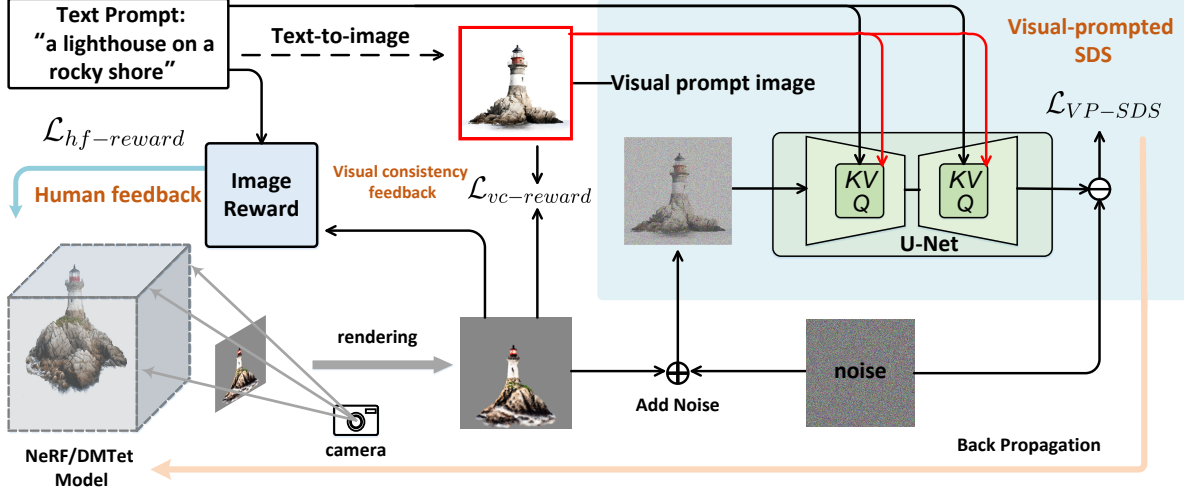 Text Prompt:
“a lighthouse on a
rocky shore”
Text-to-image
Visual prompt image
Visual-prompted
SDS
ℒ_{VP-SDS}
ℒ_{hf-reward}
Human feedback
Image
Reward
Visual consistency
feedback
ℒ_{vc-reward}
KV
Q
KV
Q
U-Net
rendering
camera
Add Noise
noise
NeRF/DMTet
Model
Back Propagation